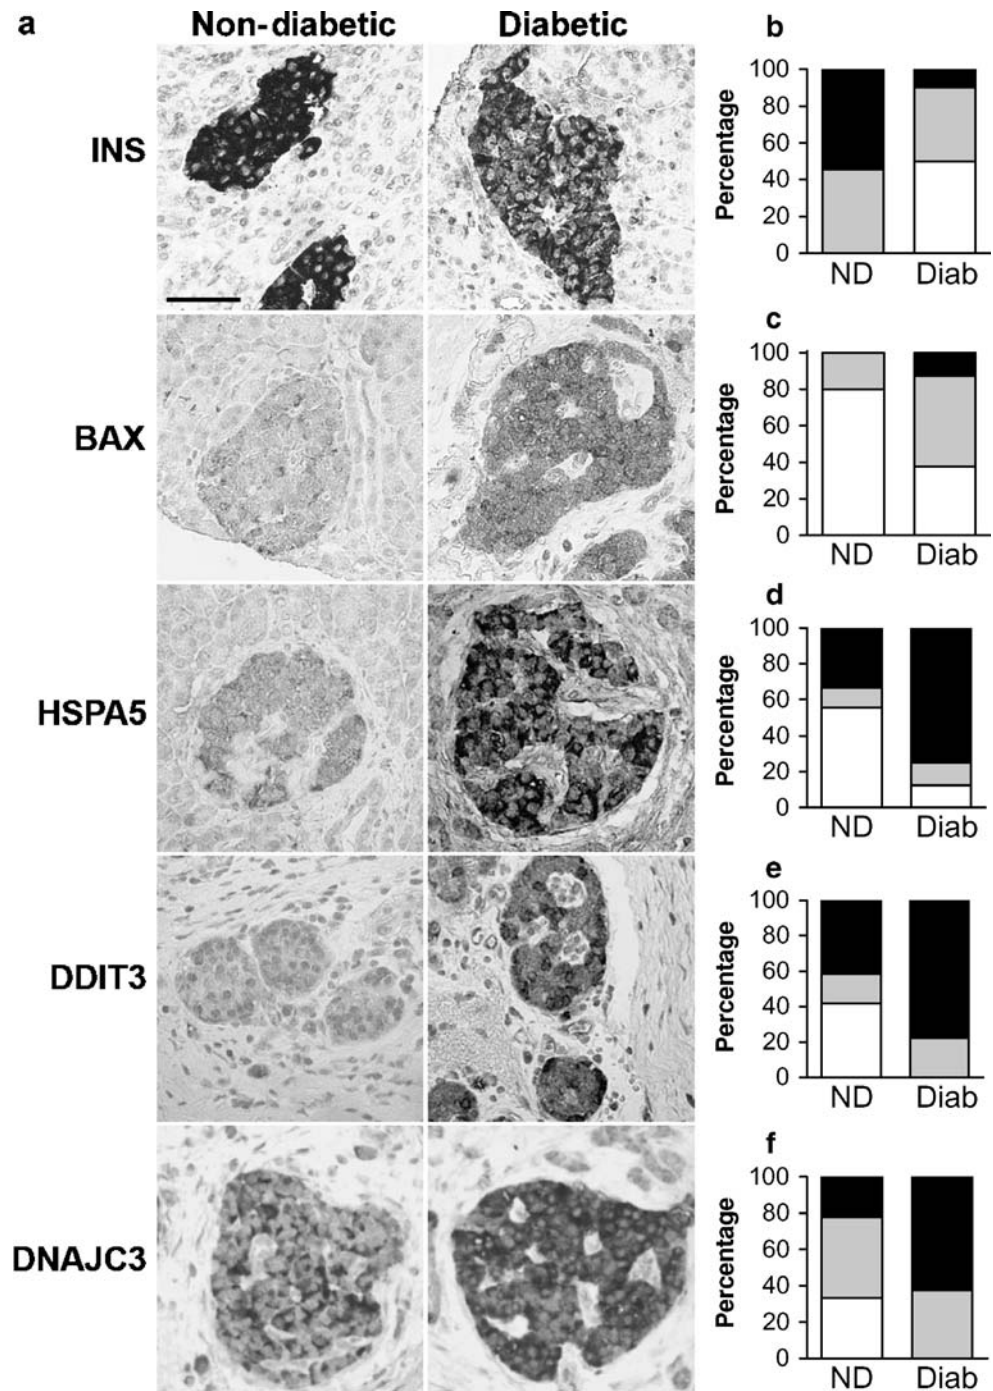 a
Non-diabetic
Diabetic
INS
BAX
HSPA5
DDIT3
DNAJC3
b
Percentage
100
80
60
40
20
0
ND
Diab
c
Percentage
100
80
60
40
20
0
ND
Diab
d
Percentage
100
80
60
40
20
0
ND
Diab
e
Percentage
100
80
60
40
20
0
ND
Diab
f
Percentage
100
80
60
40
20
0
ND
Diab